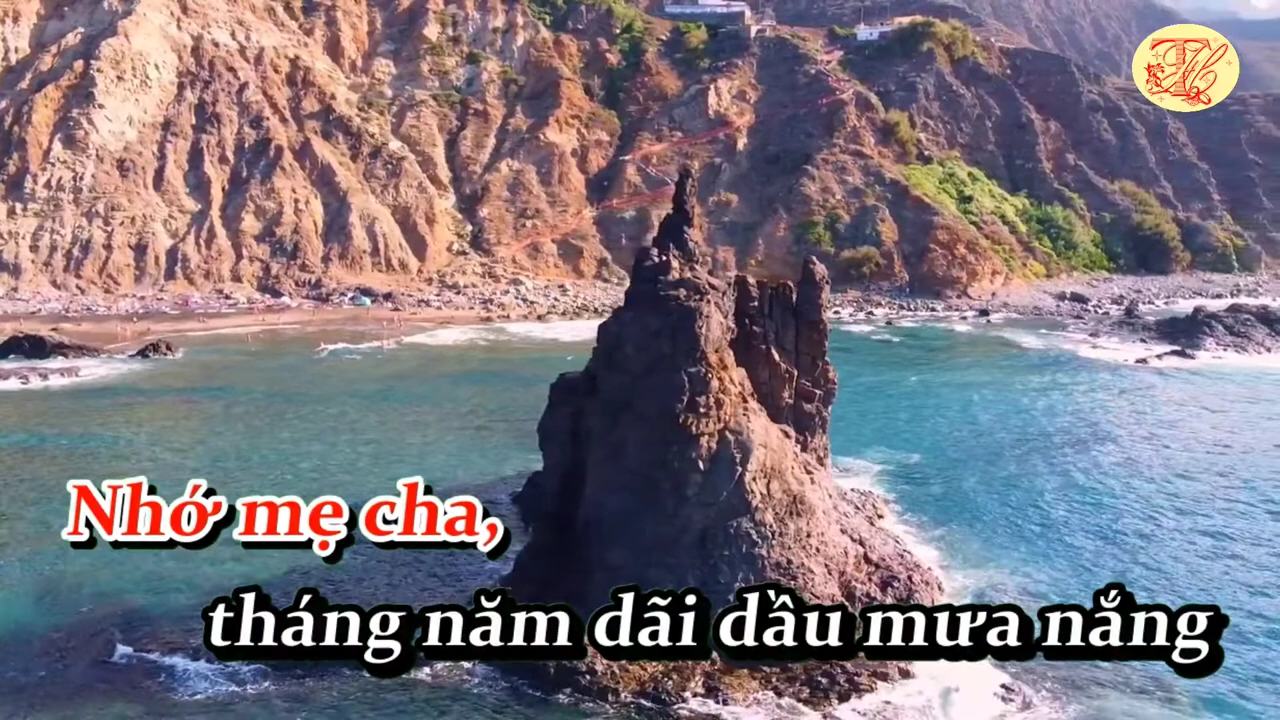 Nhớ mẹ cha,
tháng năm dãi dầu mưa nắng